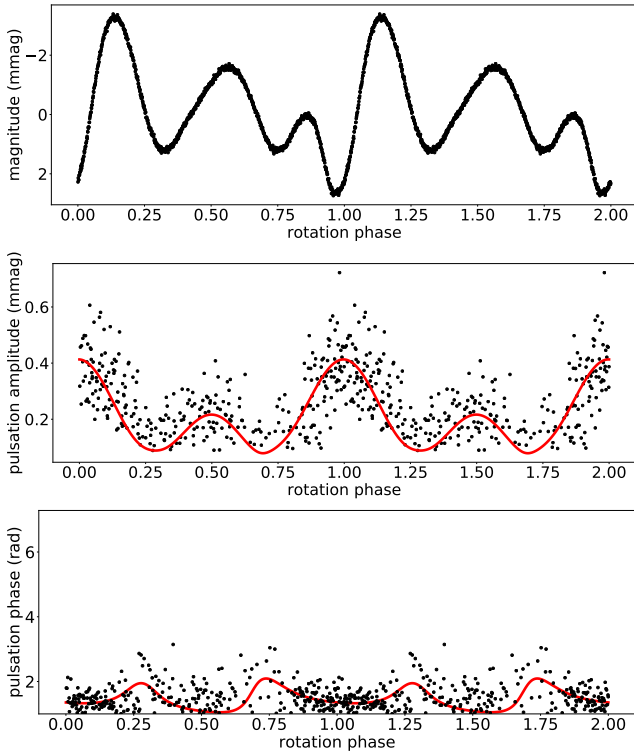 magnitude (mmag)
−2
0
2
0.00 0.25 0.50 0.75 1.00 1.25 1.50 1.75 2.00
rotation phase
pulsation amplitude (mmag)
0.6
0.4
0.2
0.00 0.25 0.50 0.75 1.00 1.25 1.50 1.75 2.00
rotation phase
pulsation phase (rad)
6
4
2
0.00 0.25 0.50 0.75 1.00 1.25 1.50 1.75 2.00
rotation phase